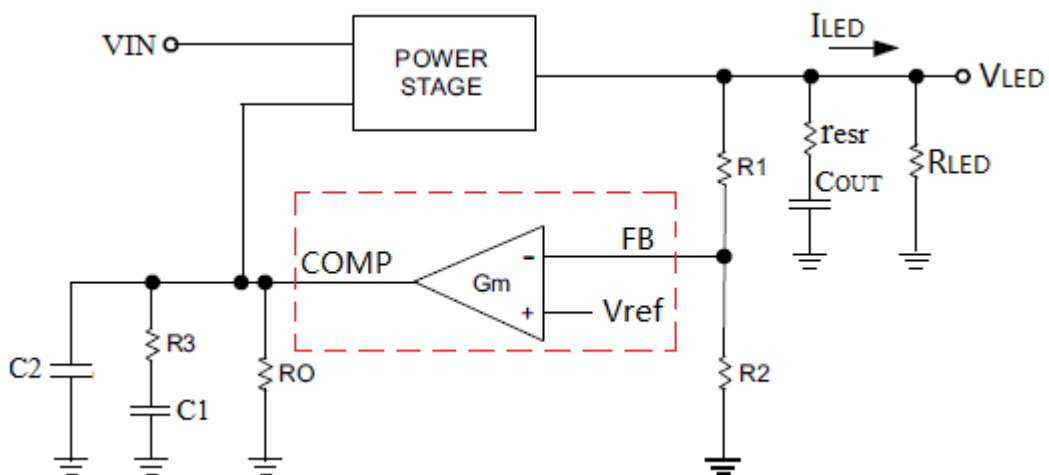 ILED
VIN
POWER
STAGE
VLED
resr
R1
RLED
COUT
FB
COMP
-
Gm
+
Vref
R3
C2
RO
R2
C1